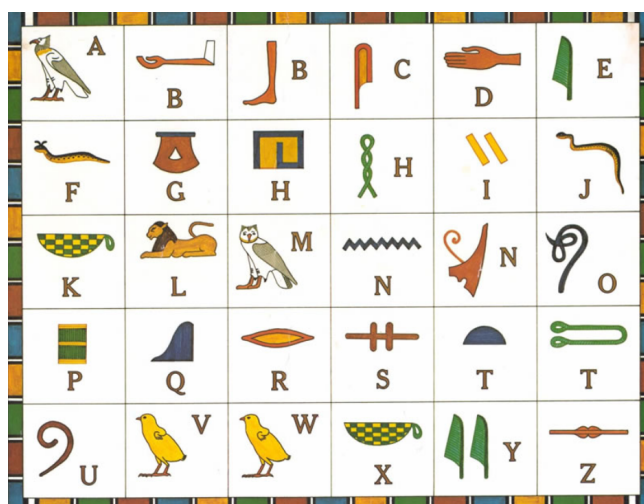 A B B C D E
F G H H I J
K L M N N O
P Q R S T T
U V W X Y Z